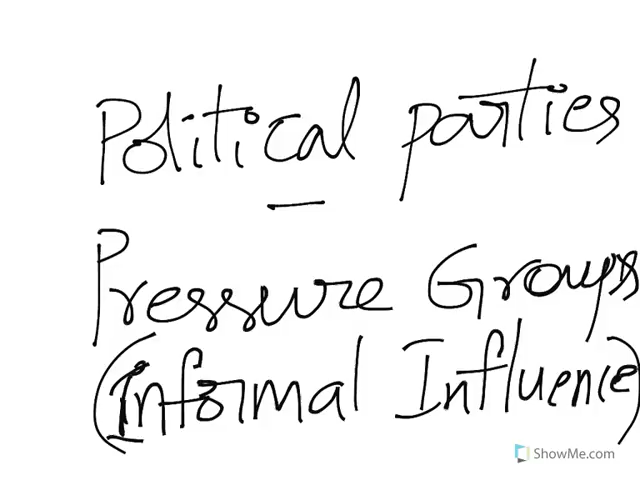 Political parties
—
Pressure Groups
(Informal Influence)
ShowMe.com